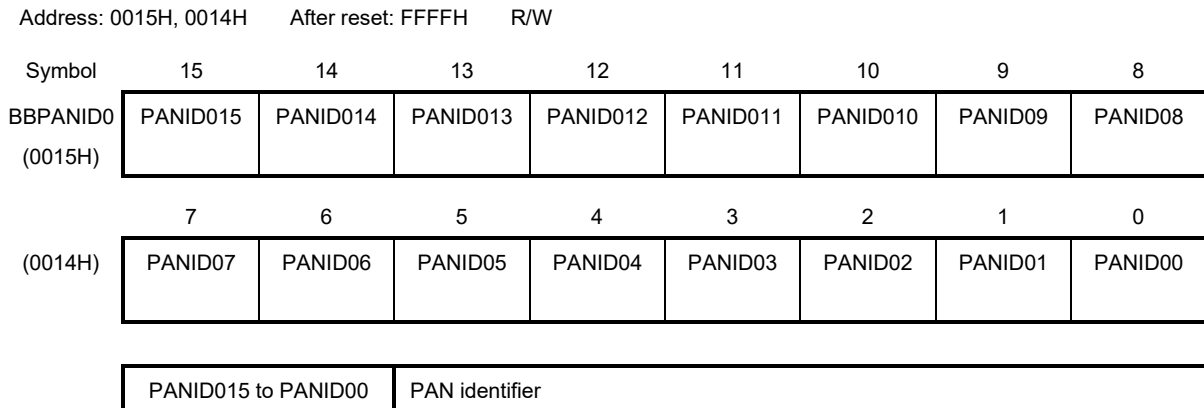 Address: 0015H, 0014H After reset: FFFFH R/W
Symbol 15 14 13 12 11 10 9 8
BBPANID0 PANID015 PANID014 PANID013 PANID012 PANID011 PANID010 PANID09 PANID08
(0015H)
7 6 5 4 3 2 1 0
(0014H) PANID07 PANID06 PANID05 PANID04 PANID03 PANID02 PANID01 PANID00
PANID015 to PANID00 PAN identifier